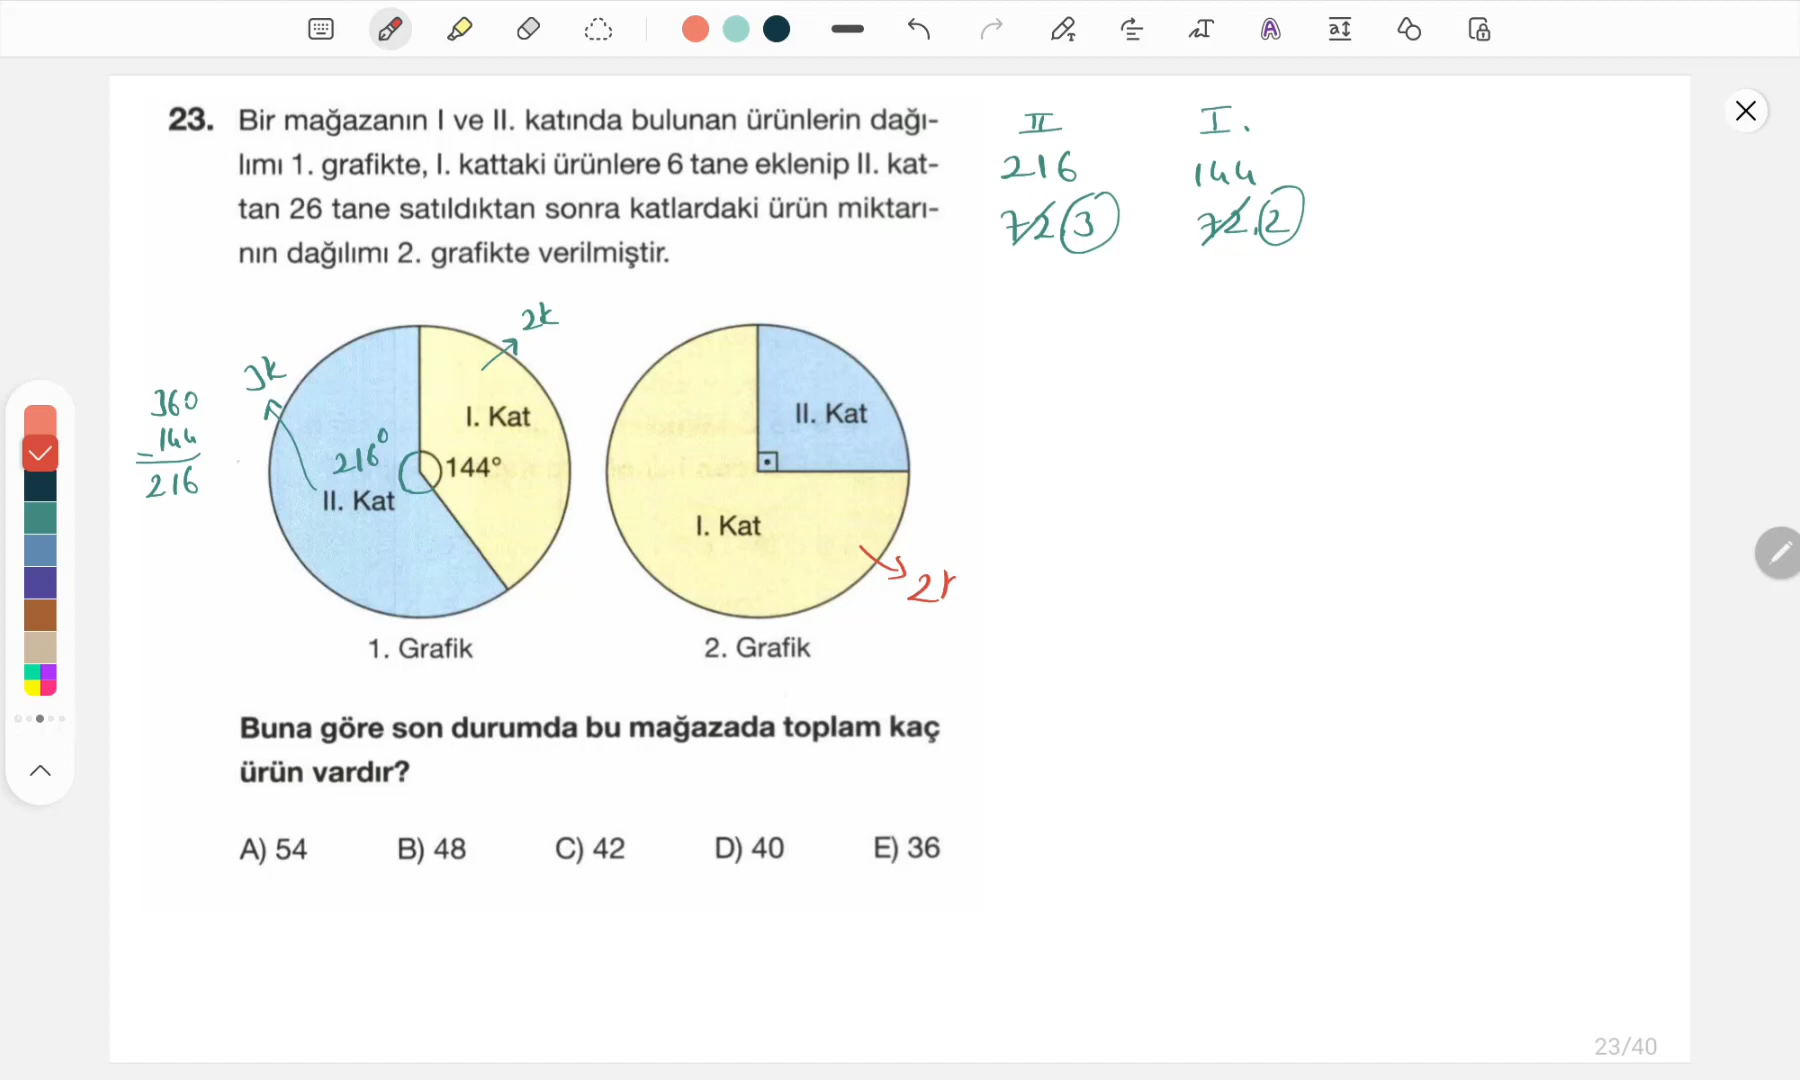 23. Bir mağazanın I ve II. katında bulunan ürünlerin dağı-
lımı 1. grafikte, I. kattaki ürünlere 6 tane eklenip II. kat-
tan 26 tane satıldıktan sonra katlardaki ürün miktarı-
nın dağılımı 2. grafikte verilmiştir.
II I.
216 144
72 3 72.2
2k
3k
360
-144
216
I. Kat
216°
144°
II. Kat
II. Kat
I. Kat
1. Grafik
2. Grafik
Buna göre son durumda bu mağazada toplam kaç
ürün vardır?
A) 54 B) 48 C) 42 D) 40 E) 36
23/40